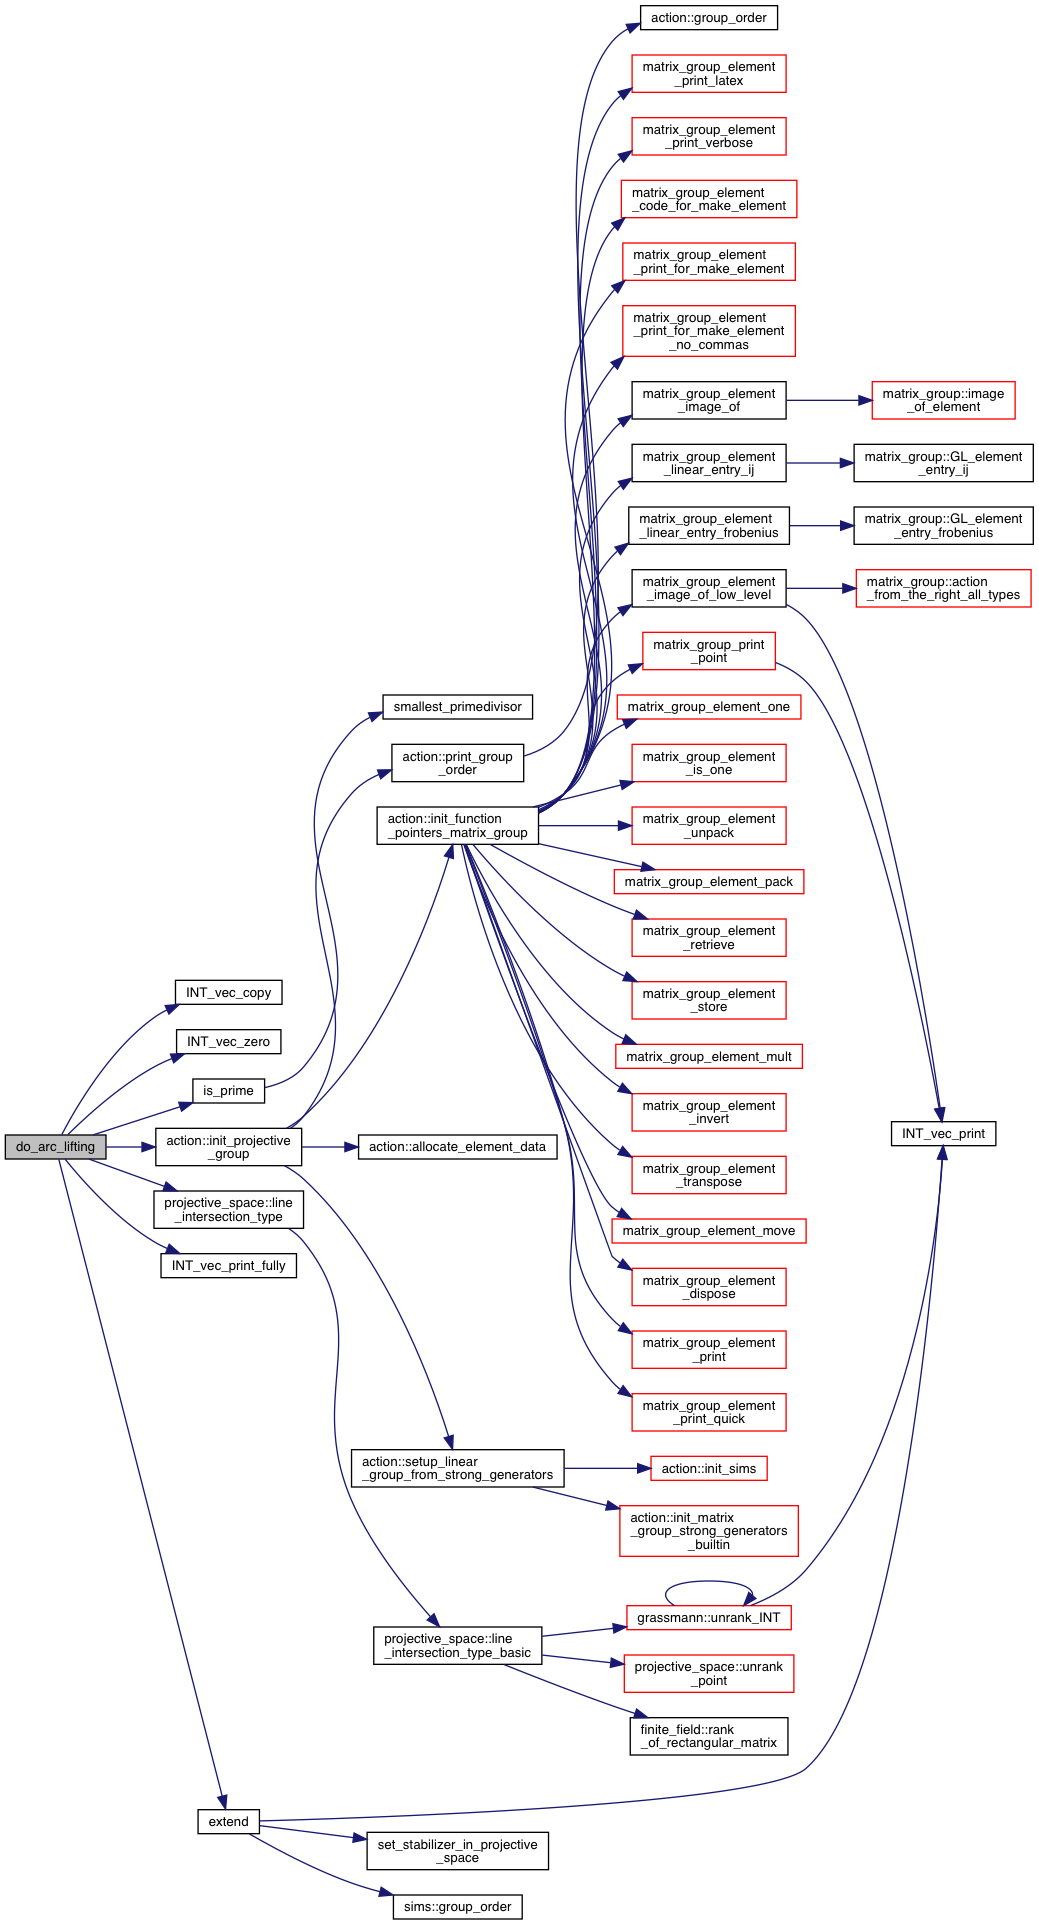 action::group_order
matrix_group_element
_print_latex
matrix_group_element
_print_verbose
matrix_group_element
_code_for_make_element
matrix_group_element
_print_for_make_element
matrix_group_element
_print_for_make_element
_no_commas
matrix_group_element
_image_of
matrix_group::image
_of_element
matrix_group_element
_linear_entry_ij
matrix_group::GL_element
_entry_ij
matrix_group_element
_linear_entry_frobenius
matrix_group::GL_element
_entry_frobenius
matrix_group_element
_image_of_low_level
matrix_group::action
_from_the_right_all_types
matrix_group_print
_point
smallest_primedivisor
matrix_group_element_one
action::print_group
_order
matrix_group_element
_is_one
action::init_function
_pointers_matrix_group
matrix_group_element
_unpack
matrix_group_element_pack
matrix_group_element
_retrieve
INT_vec_copy
matrix_group_element
_store
INT_vec_zero
matrix_group_element_mult
is_prime
matrix_group_element
_invert
do_arc_lifting
action::init_projective
_group
action::allocate_element_data
INT_vec_print
matrix_group_element
_transpose
projective_space::line
_intersection_type
matrix_group_element_move
INT_vec_print_fully
matrix_group_element
_dispose
matrix_group_element
_print
matrix_group_element
_print_quick
action::setup_linear
_group_from_strong_generators
action::init_sims
action::init_matrix
_group_strong_generators
_builtin
grassmann::unrank_INT
projective_space::line
_intersection_type_basic
projective_space::unrank
_point
finite_field::rank
_of_rectangular_matrix
extend
set_stabilizer_in_projective
_space
sims::group_order